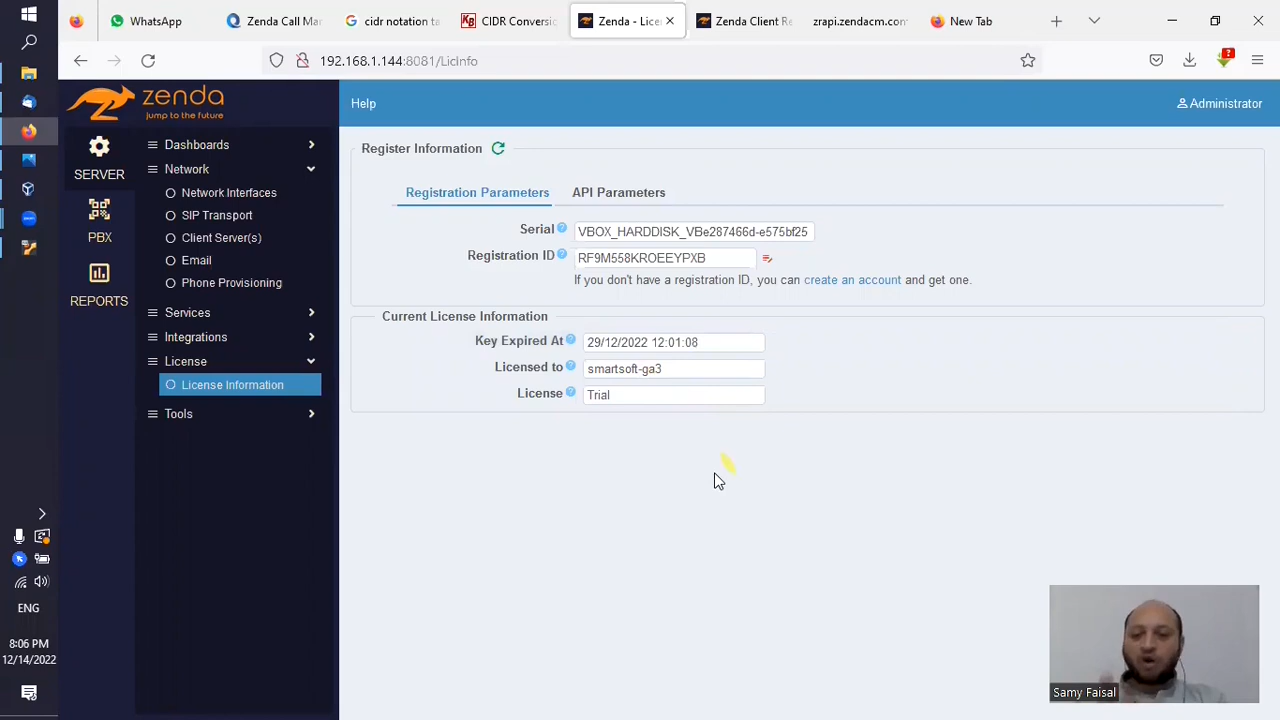 WhatsApp
Zenda Call Ma
cidr notation ta
CIDR Conversi
Zenda - Lice
Zenda Client Re
zrapi.zendacm.com/
New Tab
192.168.1.144:8081/LicInfo
zenda
jump to the future
Help
Administrator
SERVER
PBX
REPORTS
Dashboards
Network
Network Interfaces
SIP Transport
Client Server(s)
Email
Phone Provisioning
Services
Integrations
License
License Information
Tools
Register Information
Registration Parameters
API Parameters
Serial
VBOX_HARDDISK_VBe287466d-e575bf25
Registration ID
RF9M558KROEEYPXB
If you don't have a registration ID, you can create an account and get one.
Current License Information
Key Expired At
29/12/2022 12:01:08
Licensed to
smartsoft-ga3
License
Trial
ENG
8:06 PM
12/14/2022
Samy Faisal